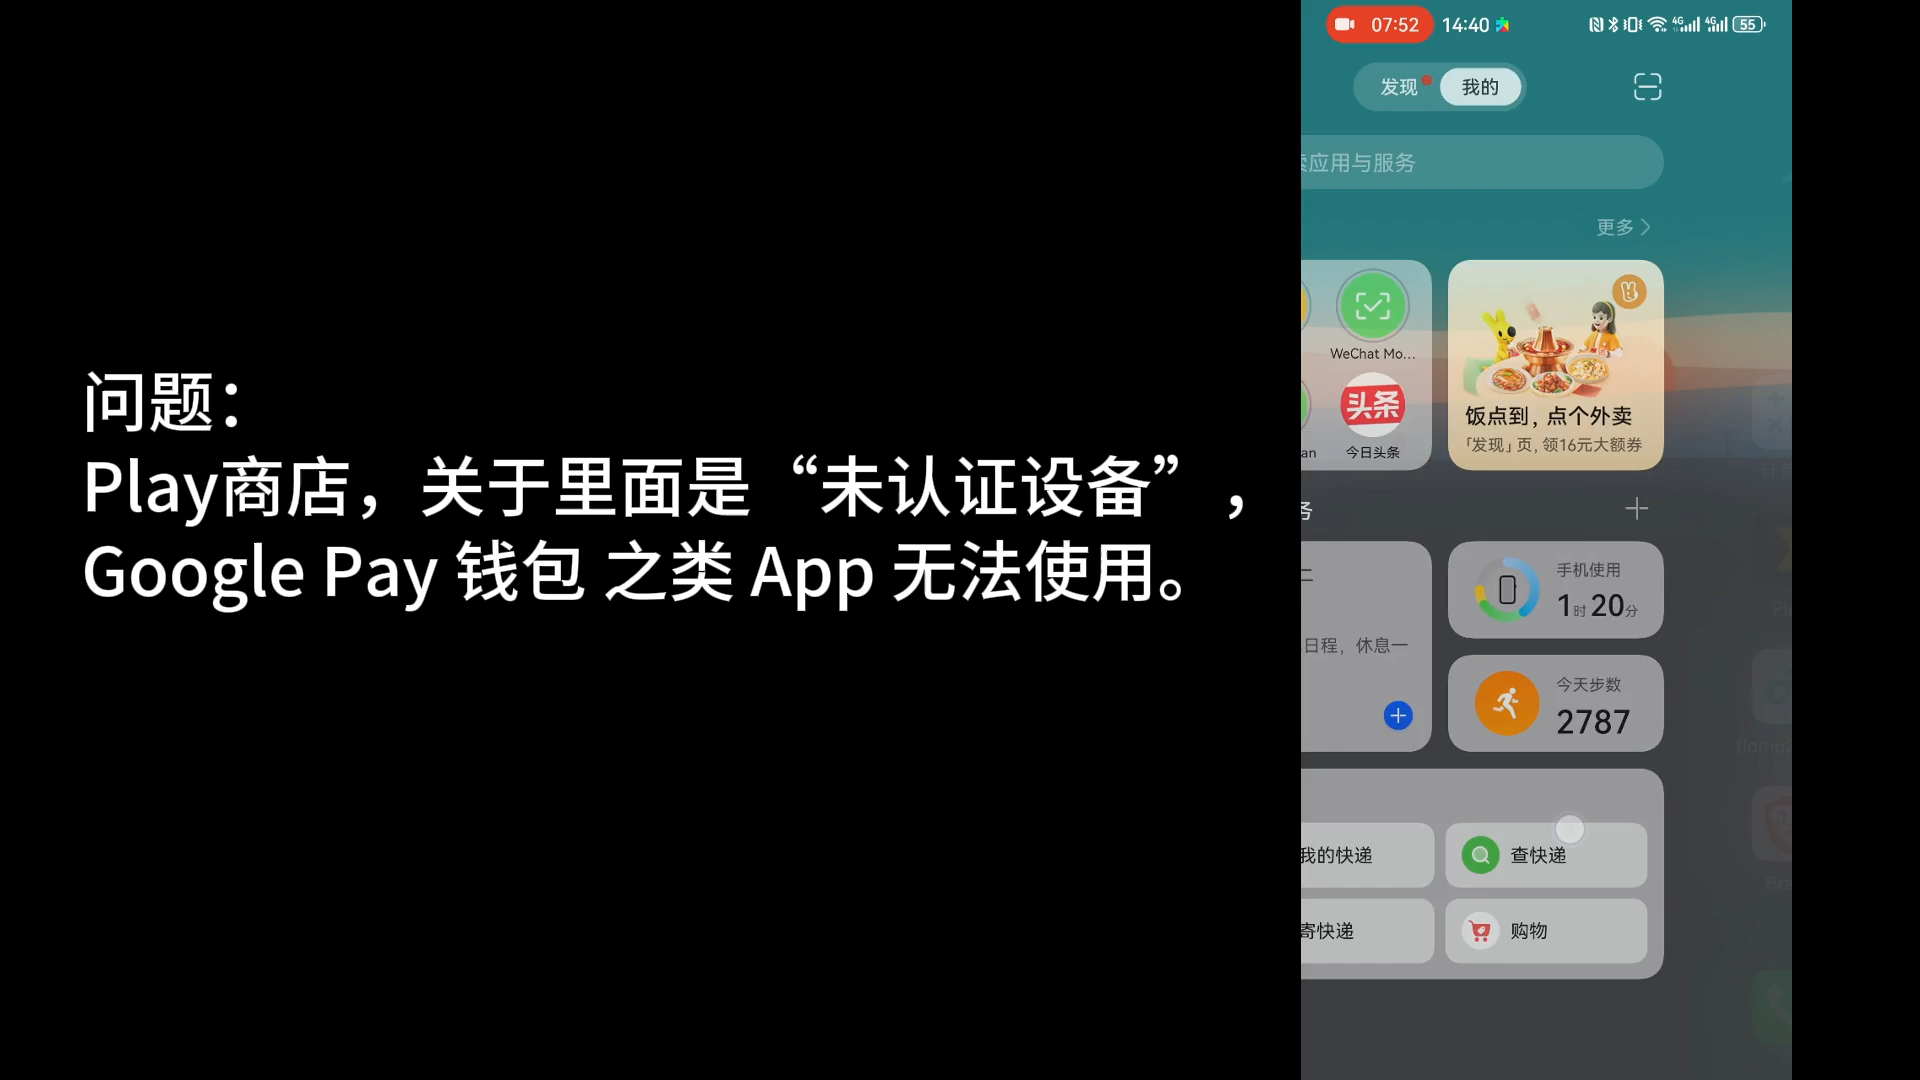 问题：
Play商店，关于里面是“未认证设备”，
Google Pay 钱包 之类 App 无法使用。
07:52 14:40 4G 4G 55
发现 我的
应用与服务
更多
WeChat Mo...
an
今日头条
饭点到，点个外卖
「发现」页，领16元大额券
务
手机使用
1时20分
日程，休息一
今天步数
2787
我的快递
查快递
寄快递
购物